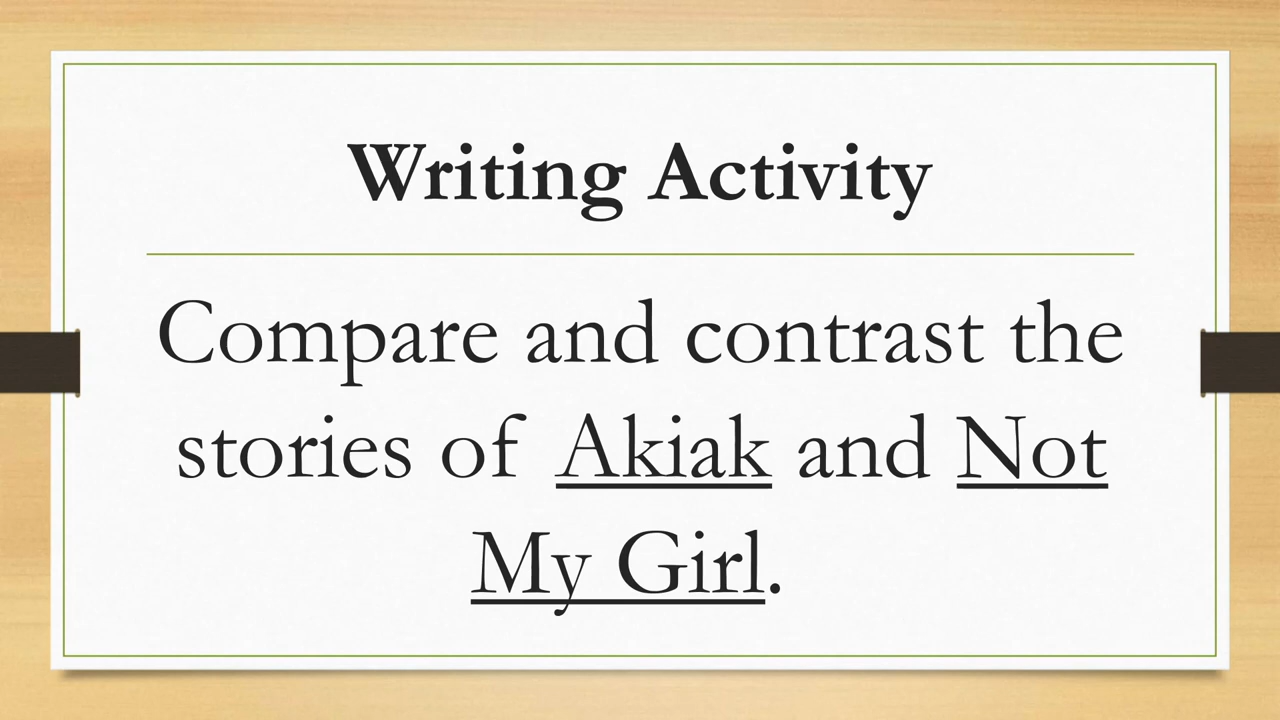 Writing Activity
Compare and contrast the
stories of Akiak and Not
My Girl.